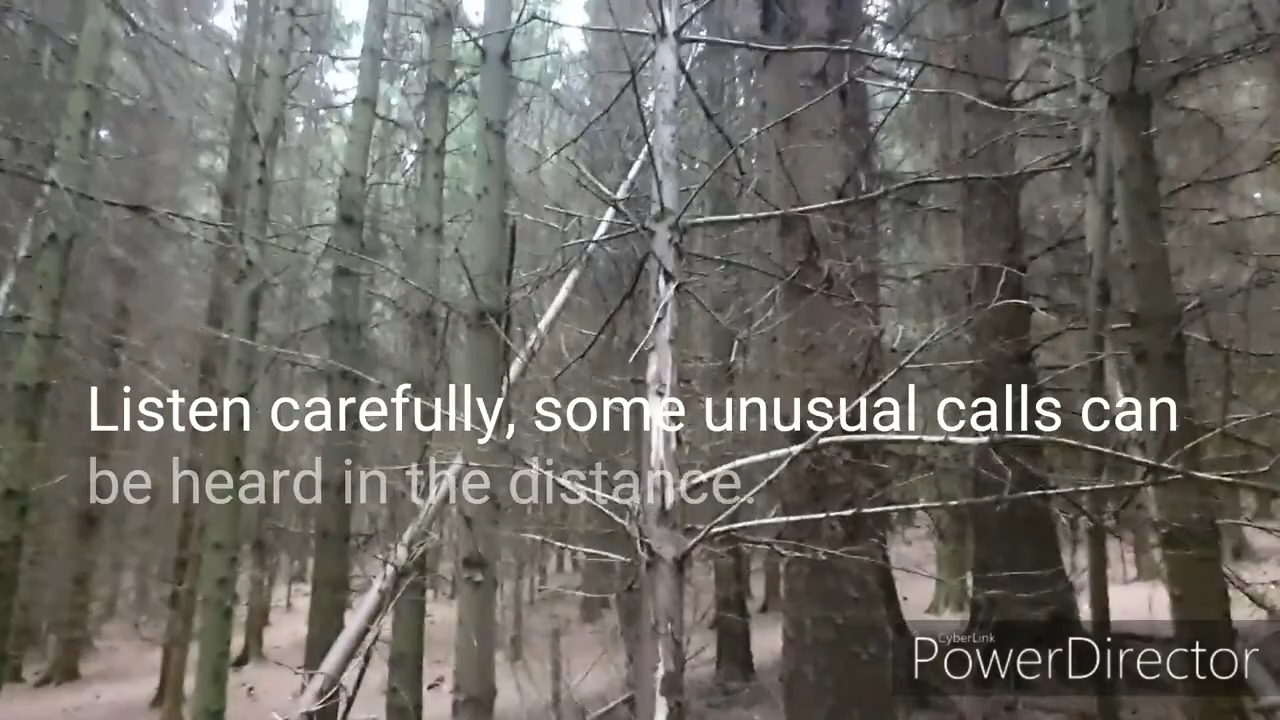 Listen carefully, some unusual calls can
be heard in the distance.
CyberLink
PowerDirector